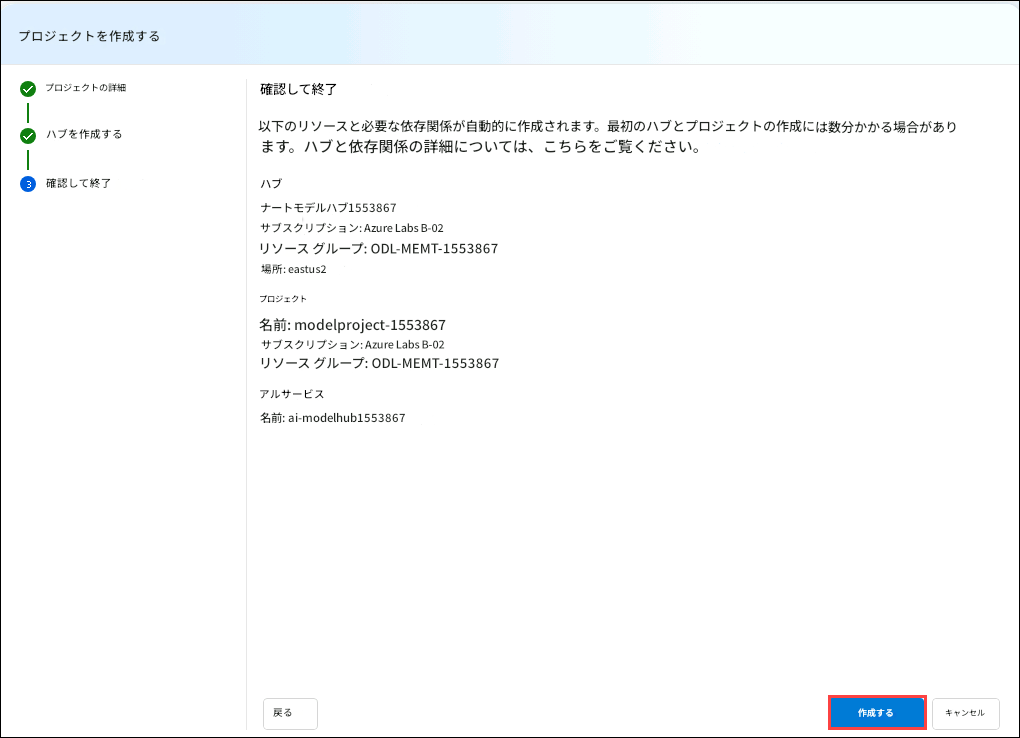 プロジェクトを作成する
プロジェクトの詳細
ハブを作成する
3 確認して終了
確認して終了
以下のリソースと必要な依存関係が自動的に作成されます。最初のハブとプロジェクトの作成には数分かかる場合があり
ます。ハブと依存関係の詳細については、こちらをご覧ください。
ハブ
ナートモデルハブ1553867
サブスクリプション: Azure Labs B-02
リソース グループ: ODL-MEMT-1553867
場所: eastus2
プロジェクト
名前: modelproject-1553867
サブスクリプション: Azure Labs B-02
リソース グループ: ODL-MEMT-1553867
アルサービス
名前: ai-modelhub1553867
戻る
作成する
キャンセル